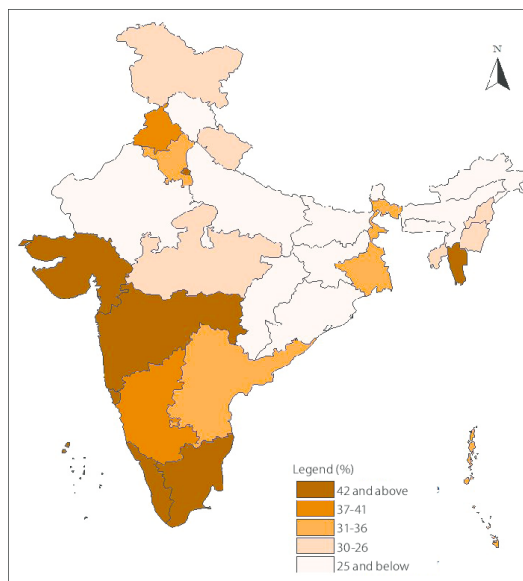 N
Legend (%)
42 and above
37-41
31-36
30-26
25 and below